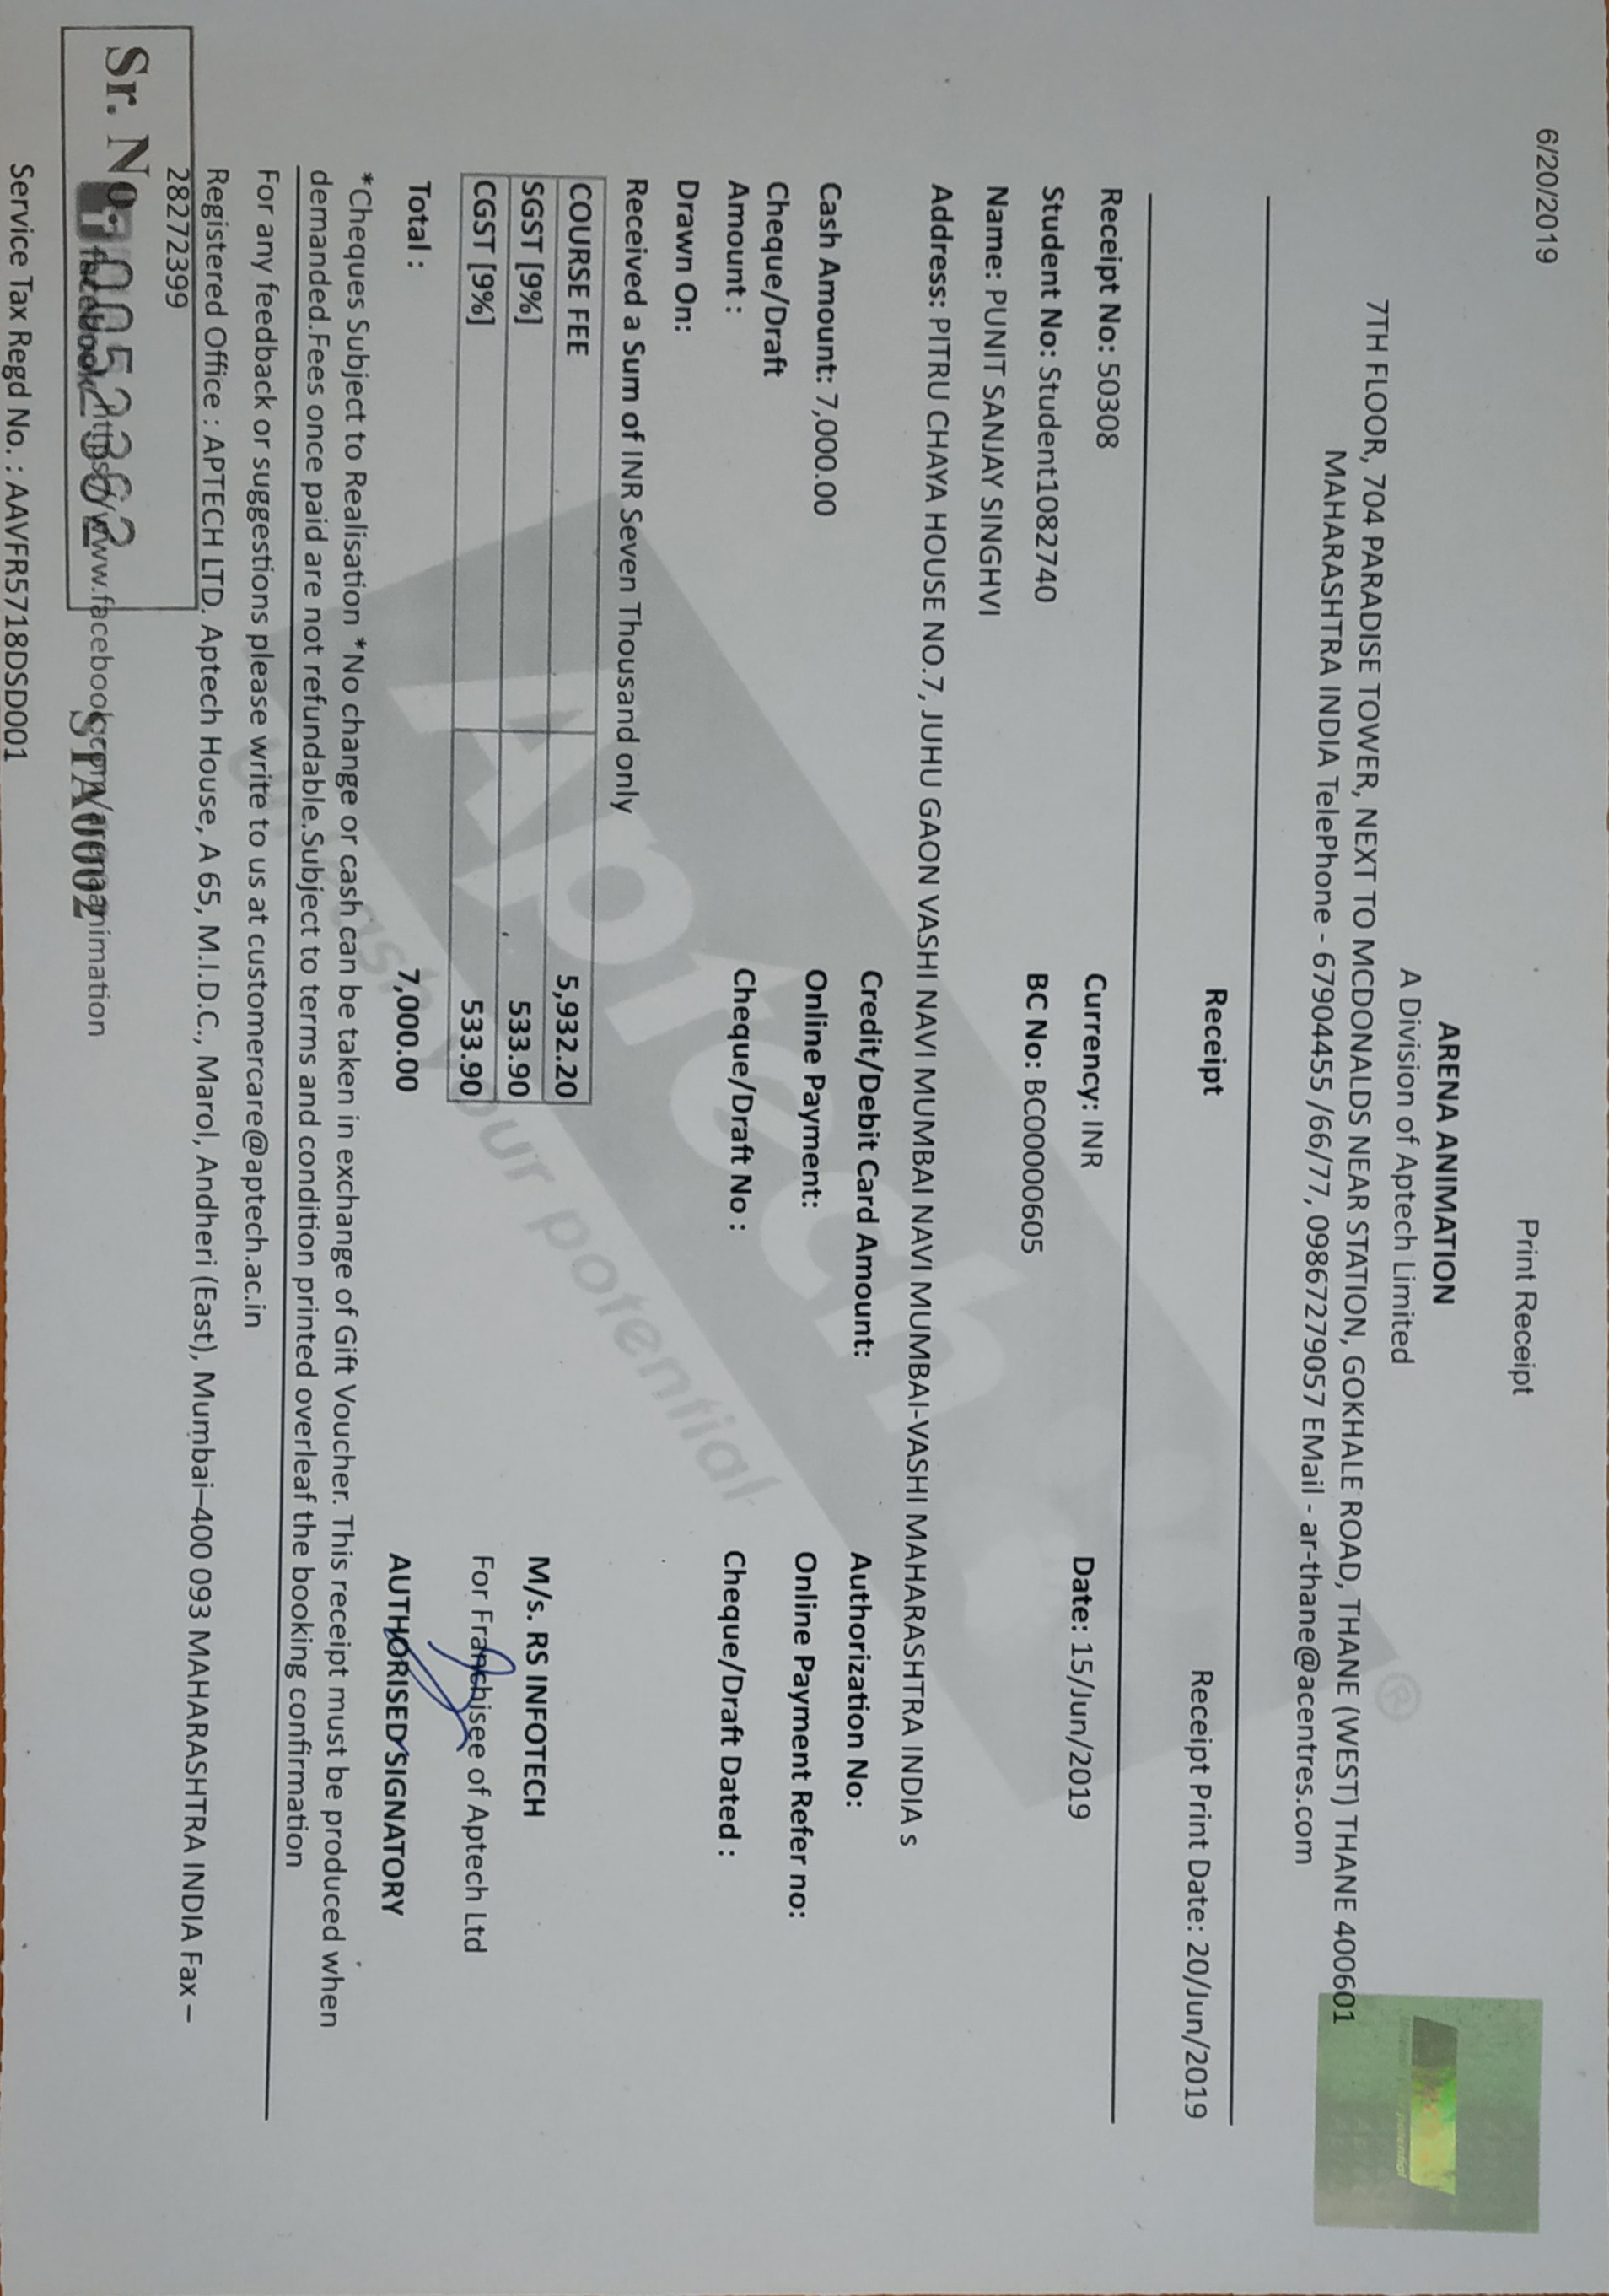 6/20/2019
Print Receipt
ARENA ANIMATION
A Division of Aptech Limited
7TH FLOOR, 704 PARADISE TOWER, NEXT TO MCDONALDS NEAR STATION, GOKHALE ROAD, THANE (WEST) THANE 400601
MAHARASHTRA INDIA TelePhone - 67904455 /66/77, 09867279057 EMail - ar-thane@acentres.com
Receipt
Receipt Print Date: 20/Jun/2019
Receipt No: 50308 Currency: INR Date: 15/Jun/2019
Student No: Student1082740 BC No: BC00000605
Name: PUNIT SANJAY SINGHVI
Address: PITRU CHAYA HOUSE NO.7, JUHU GAON VASHI NAVI MUMBAI NAVI MUMBAI-VASHI MAHARASHTRA INDIA s
Credit/Debit Card Amount: Authorization No:
Cash Amount: 7,000.00 Online Payment: Online Payment Refer no:
Cheque/Draft
Amount : Cheque/Draft No : Cheque/Draft Dated :
Drawn On:
Received a Sum of INR Seven Thousand only
COURSE FEE 5,932.20
SGST [9%] 533.90
CGST [9%] 533.90
Total : 7,000.00
M/s. RS INFOTECH
For Franchisee of Aptech Ltd
AUTHORISED SIGNATORY
*Cheques Subject to Realisation *No change or cash can be taken in exchange of Gift Voucher. This receipt must be produced when
demanded.Fees once paid are not refundable.Subject to terms and condition printed overleaf the booking confirmation
For any feedback or suggestions please write to us at customercare@aptech.ac.in
Registered Office : APTECH LTD. Aptech House, A 65, M.I.D.C., Marol, Andheri (East), Mumbai–400 093 MAHARASHTRA INDIA Fax –
28272399
Sr. No.
STA0002
Service Tax Regd No. : AAVFR5718DSD001
Aptech
your potential
®
potential